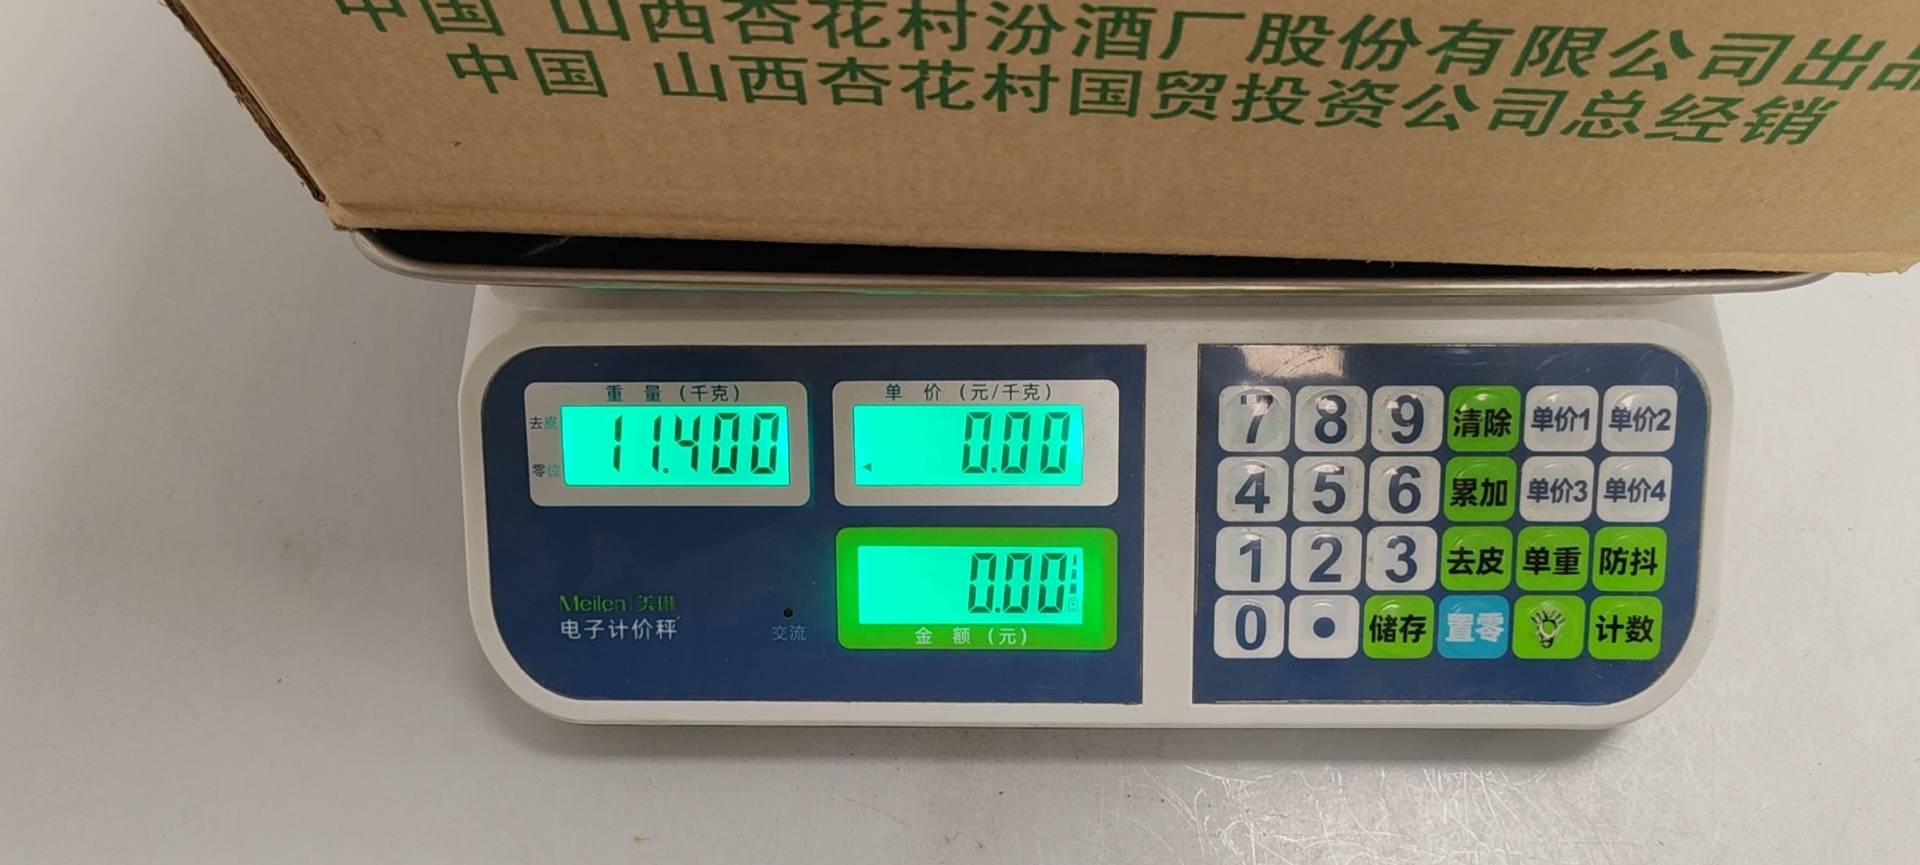 中国 山西杏花村汾酒厂股份有限公司出品
中国 山西杏花村国贸投资公司总经销
重 量 (千克)
去皮
11.400
零位
单 价 (元/千克)
0.00
0.00
金 额 (元)
Meilen 美琳
电子计价秤
交流
7 8 9 清除 单价1 单价2
4 5 6 累加 单价3 单价4
1 2 3 去皮 单重 防抖
0 • 储存 置零 计数